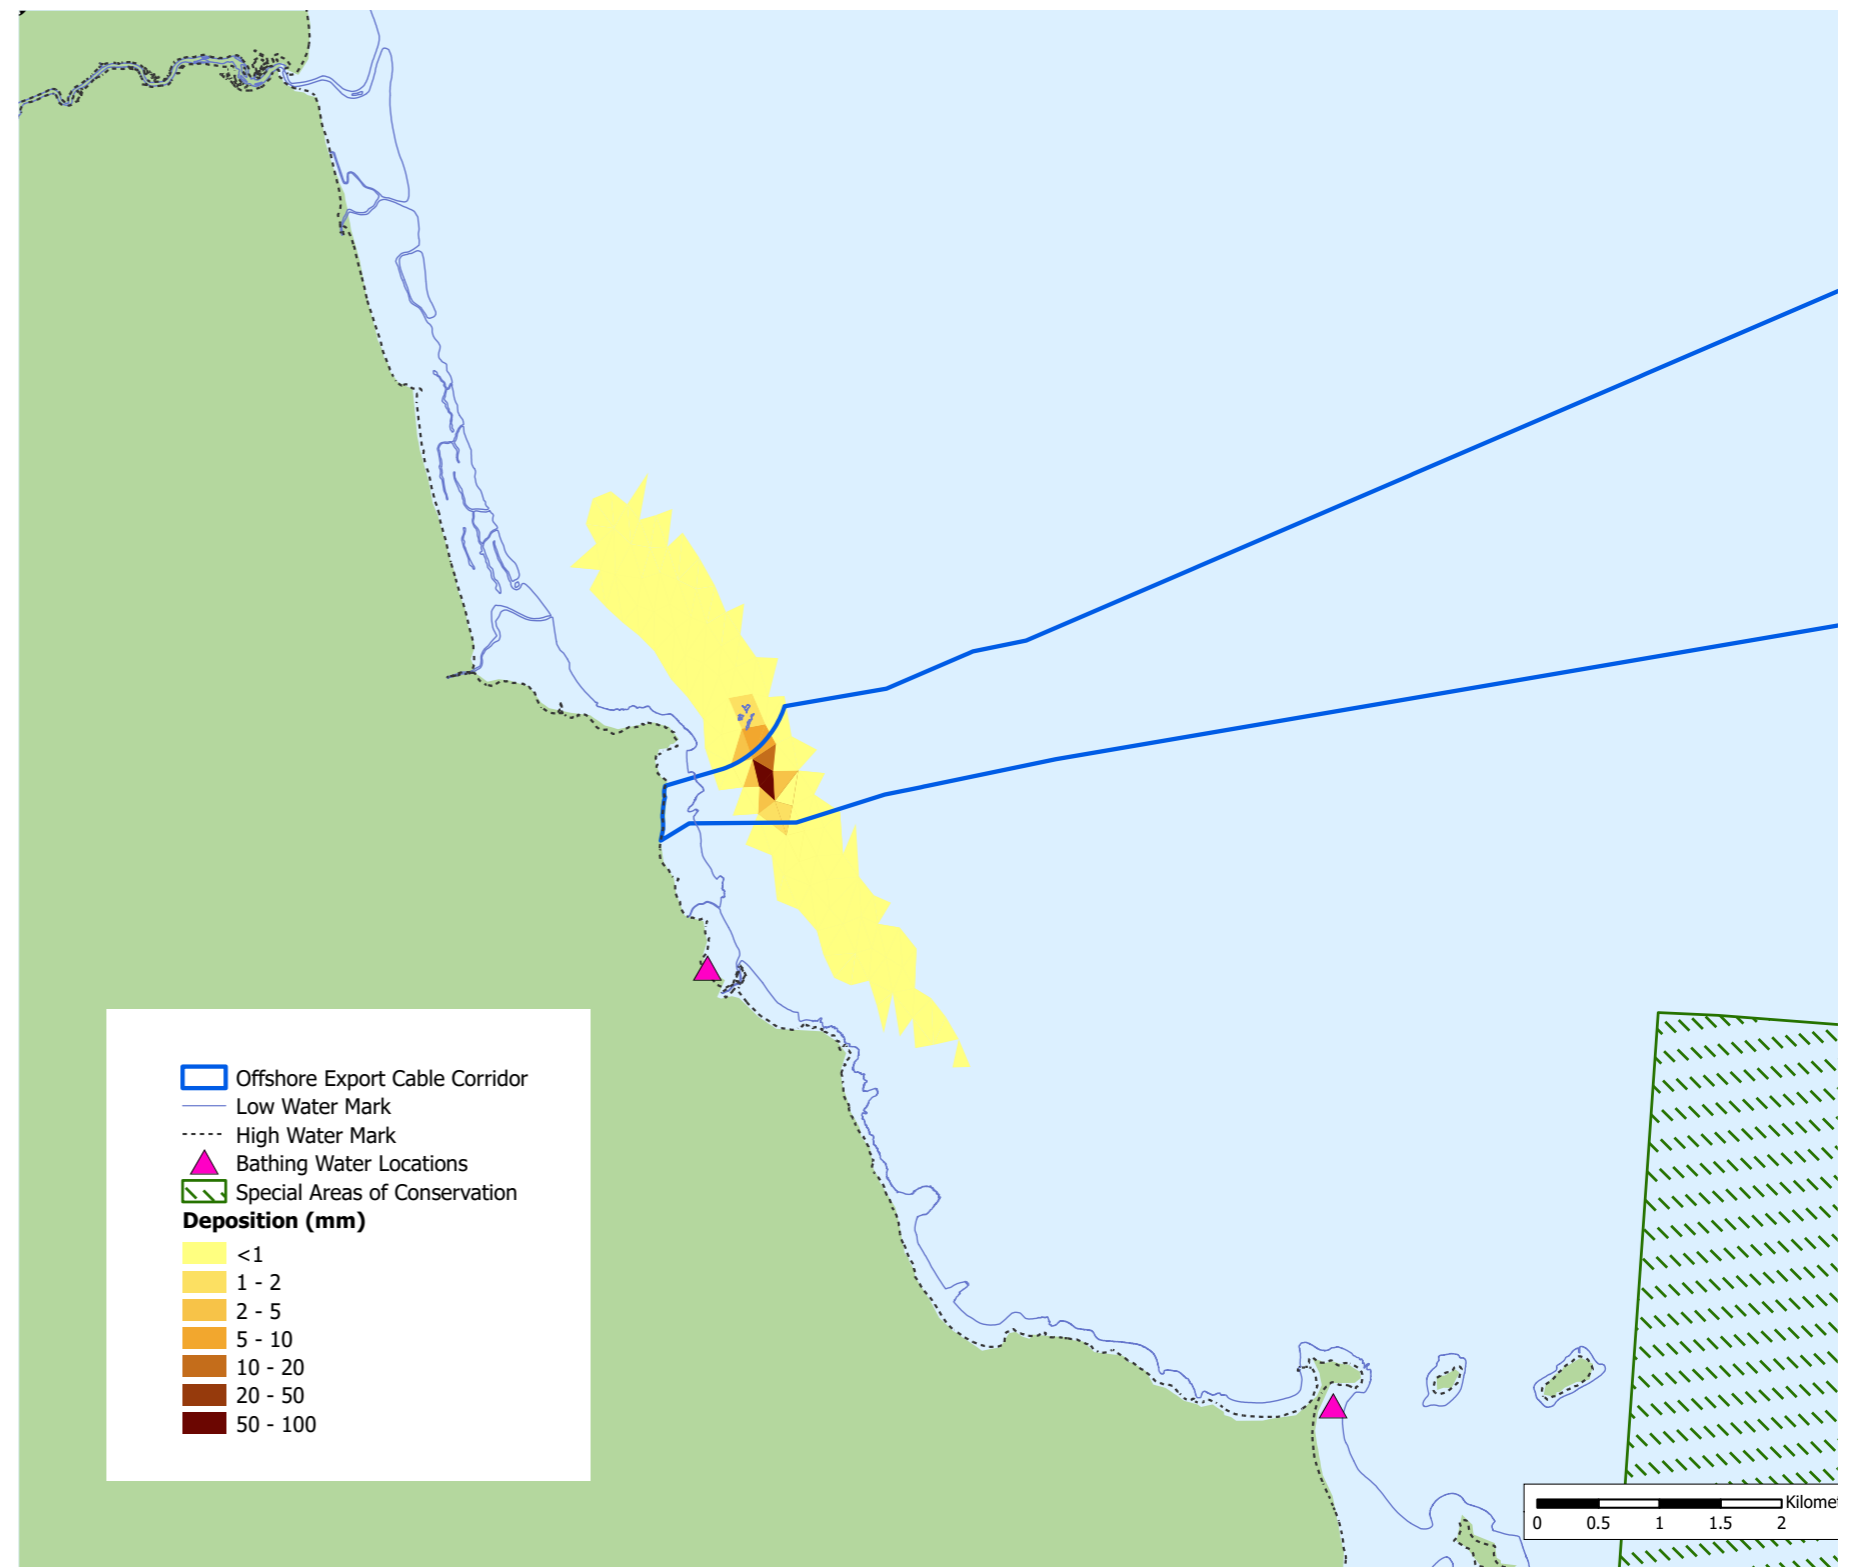 Offshore Export Cable Corridor
Low Water Mark
High Water Mark
Bathing Water Locations
Special Areas of Conservation
Deposition (mm)
<1
1 - 2
2 - 5
5 - 10
10 - 20
20 - 50
50 - 100
Kilome
0 0.5 1 1.5 2